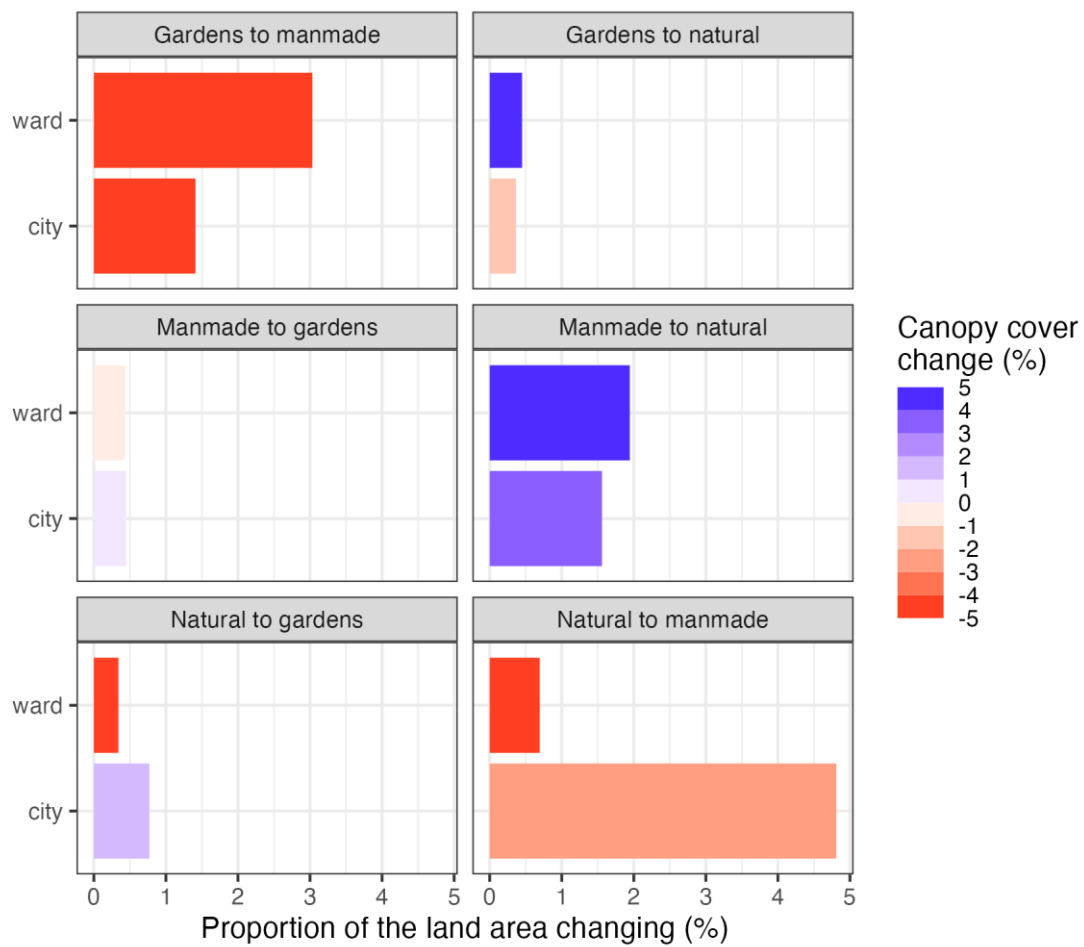 Gardens to manmade
Gardens to natural
ward
city
Manmade to gardens
Manmade to natural
ward
city
Natural to gardens
Natural to manmade
ward
city
0 1 2 3 4 5
0 1 2 3 4 5
Proportion of the land area changing (%)
Canopy cover
change (%)
5
4
3
2
1
0
-1
-2
-3
-4
-5